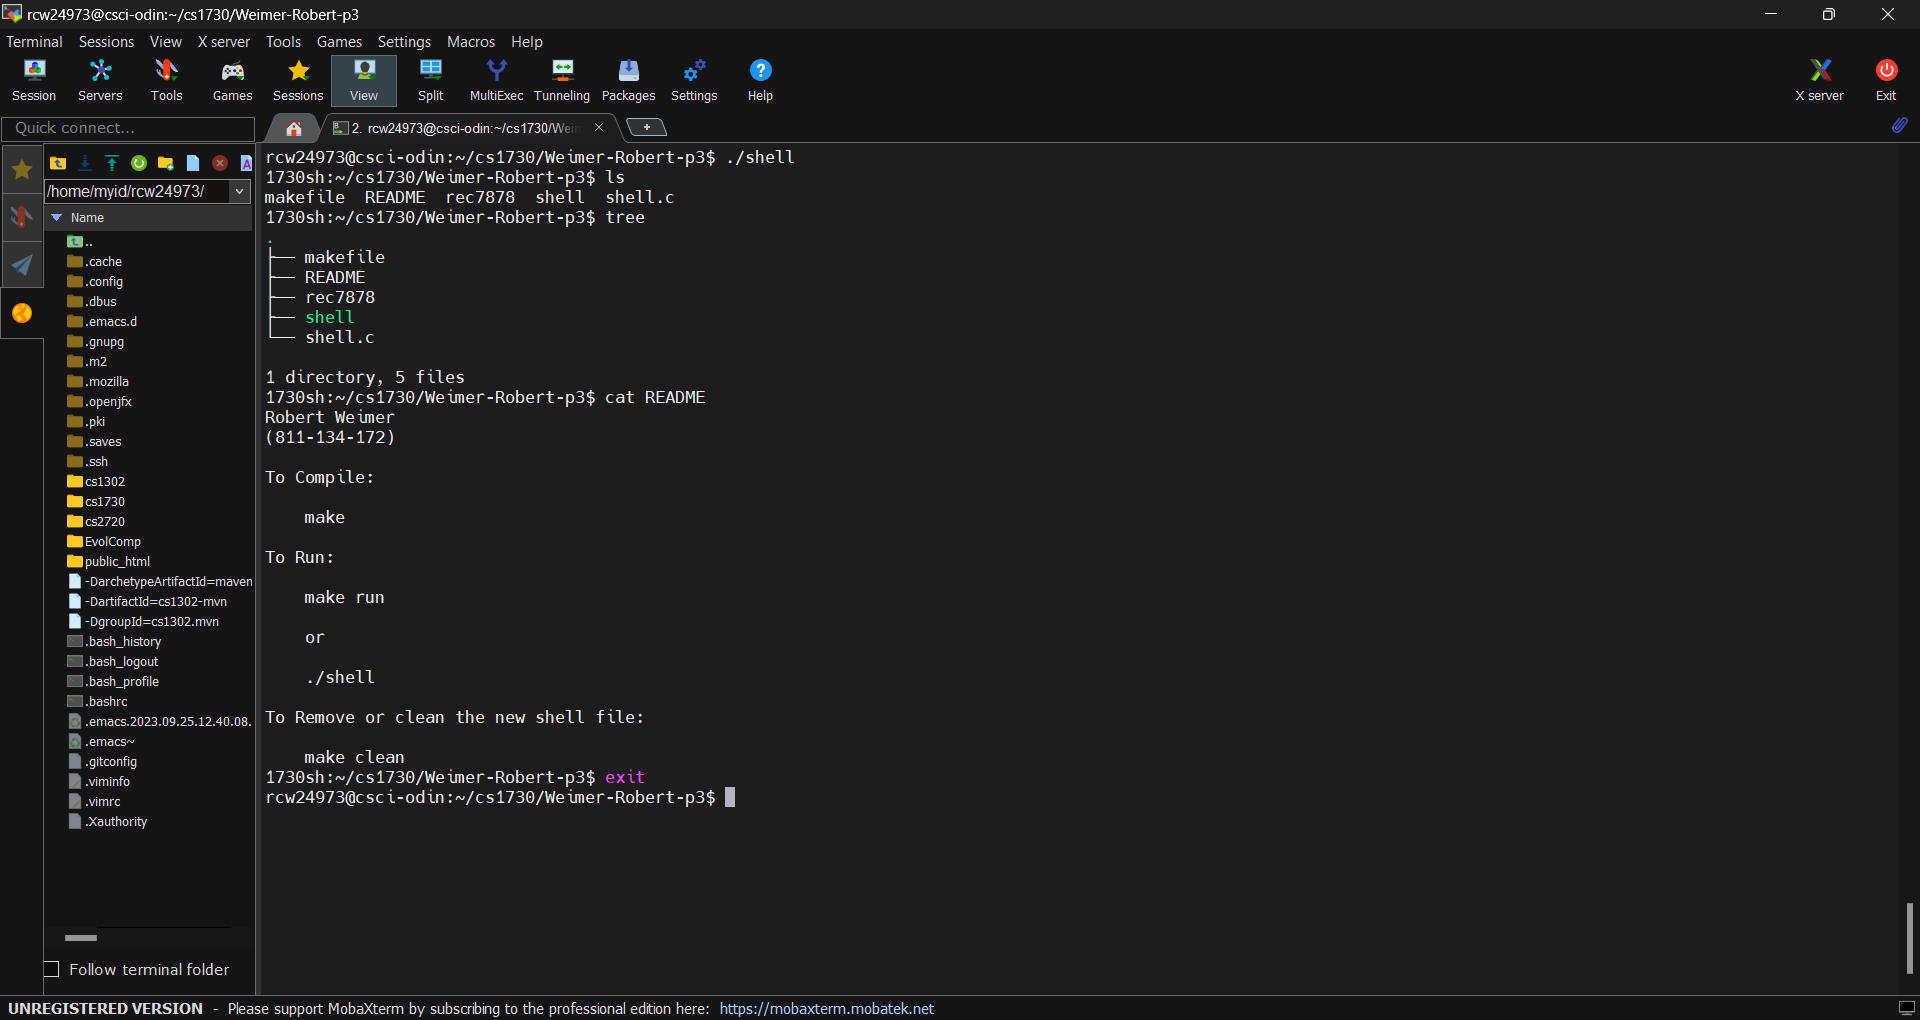 rcw24973@csci-odin:~/cs1730/Weimer-Robert-p3
Terminal Sessions View X server Tools Games Settings Macros Help
Session Servers Tools Games Sessions View Split MultiExec Tunneling Packages Settings Help X server Exit
Quick connect...
2. rcw24973@csci-odin:~/cs1730/Wei
/home/myid/rcw24973/
Name
..
.cache
.config
.dbus
.emacs.d
.gnupg
.m2
.mozilla
.openjfx
.pki
.saves
.ssh
cs1302
cs1730
cs2720
EvolComp
public_html
-DarchetypeArtifactId=maven
-DartifactId=cs1302-mvn
-DgroupId=cs1302.mvn
.bash_history
.bash_logout
.bash_profile
.bashrc
.emacs.2023.09.25.12.40.08.
.emacs~
.gitconfig
.viminfo
.vimrc
.Xauthority
Follow terminal folder
rcw24973@csci-odin:~/cs1730/Weimer-Robert-p3$ ./shell
1730sh:~/cs1730/Weimer-Robert-p3$ ls
makefile  README  rec7878  shell  shell.c
1730sh:~/cs1730/Weimer-Robert-p3$ tree
.
├── makefile
├── README
├── rec7878
├── shell
└── shell.c
1 directory, 5 files
1730sh:~/cs1730/Weimer-Robert-p3$ cat README
Robert Weimer
(811-134-172)
To Compile:
make
To Run:
make run
or
./shell
To Remove or clean the new shell file:
make clean
1730sh:~/cs1730/Weimer-Robert-p3$ exit
rcw24973@csci-odin:~/cs1730/Weimer-Robert-p3$
UNREGISTERED VERSION - Please support MobaXterm by subscribing to the professional edition here: https://mobaxterm.mobatek.net